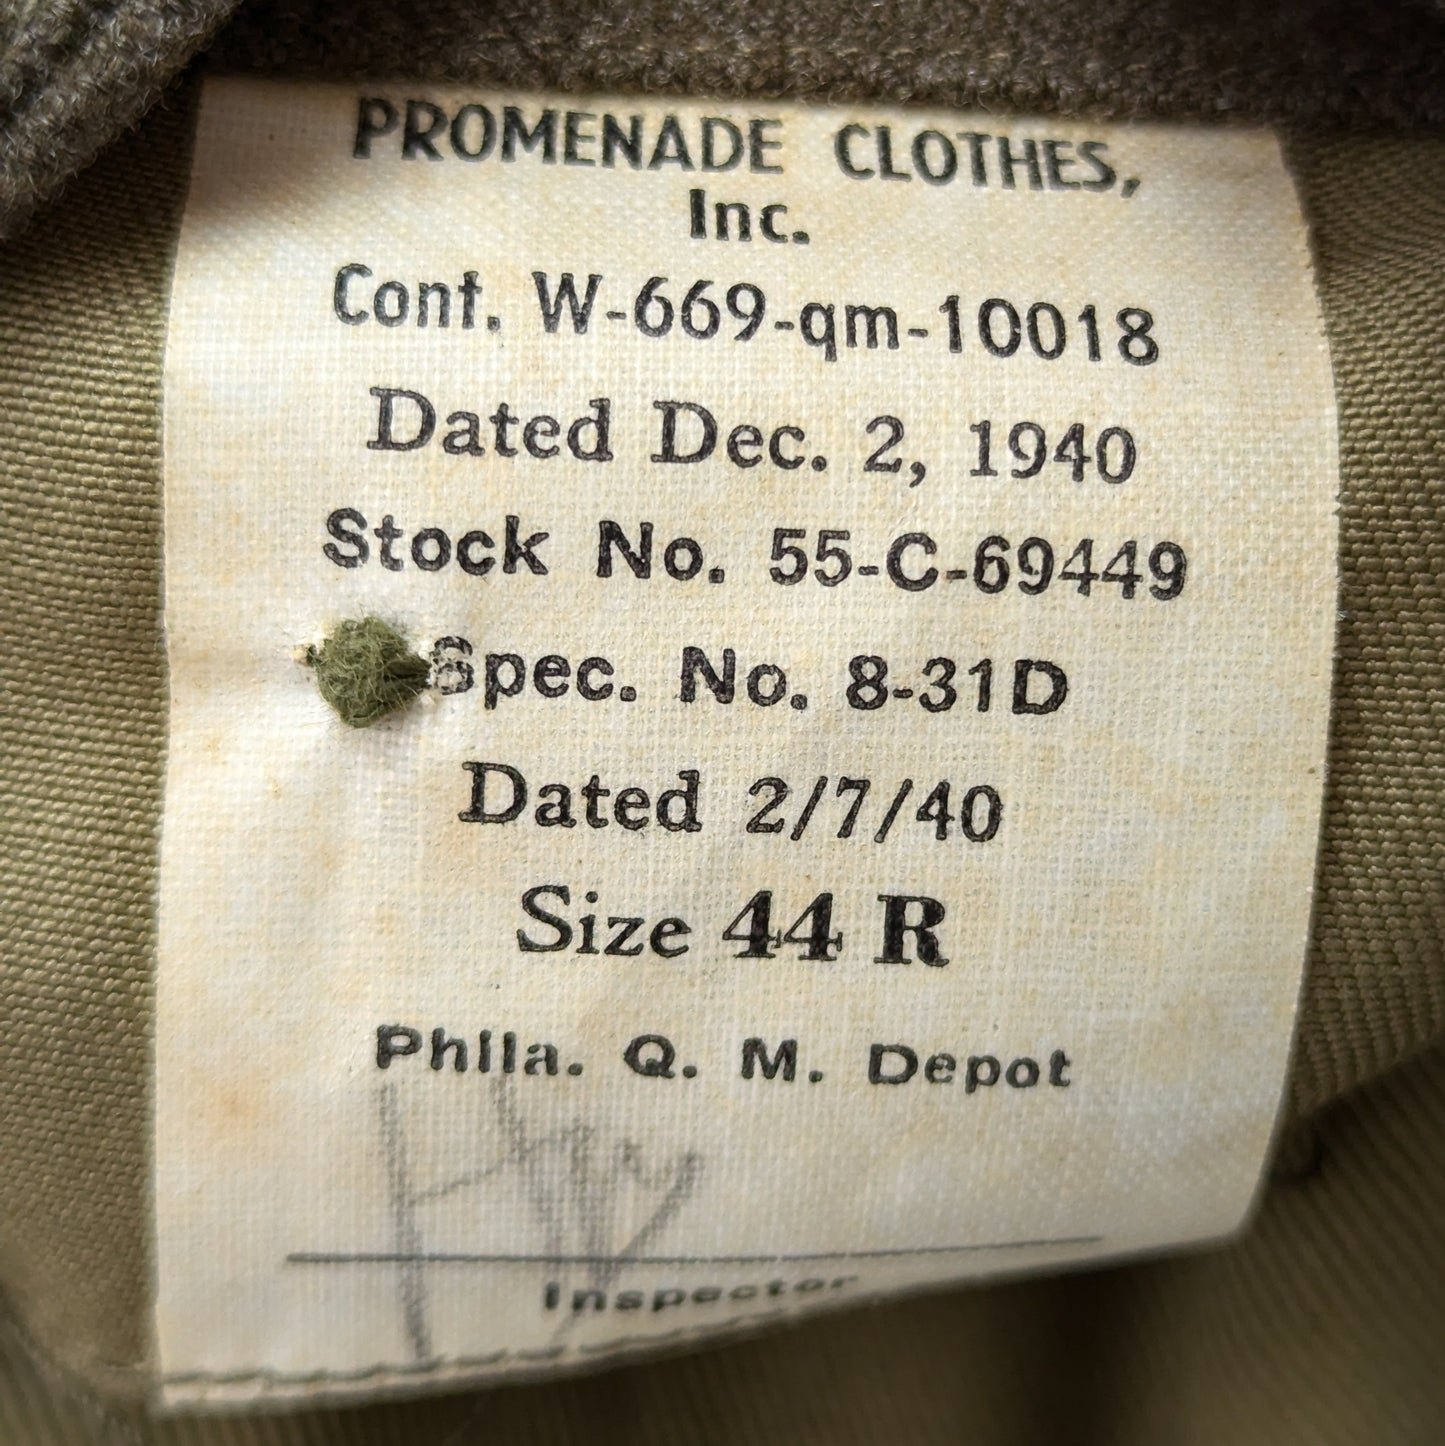 PROMENADE CLOTHES,
Inc.
Cont. W-669-qm-10018
Dated Dec. 2, 1940
Stock No. 55-C-69449
Spec. No. 8-31D
Dated 2/7/40
Size 44 R
Phila. Q. M. Depot
Inspector